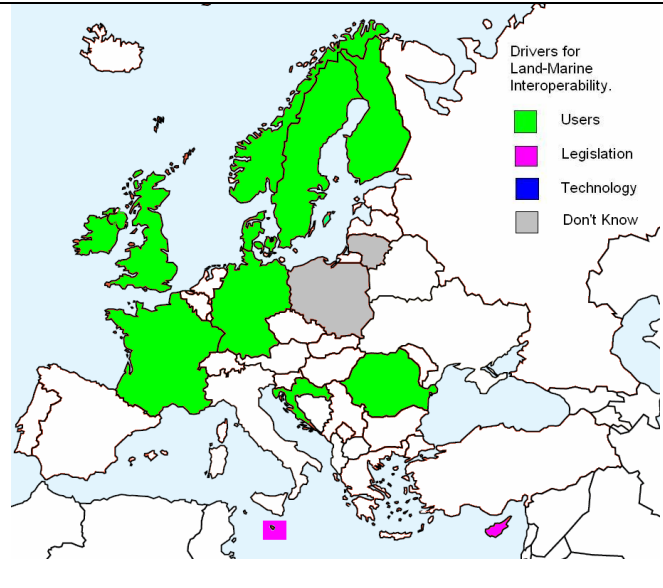 Drivers for
Land-Marine
Interoperability.
Users
Legislation
Technology
Don't Know